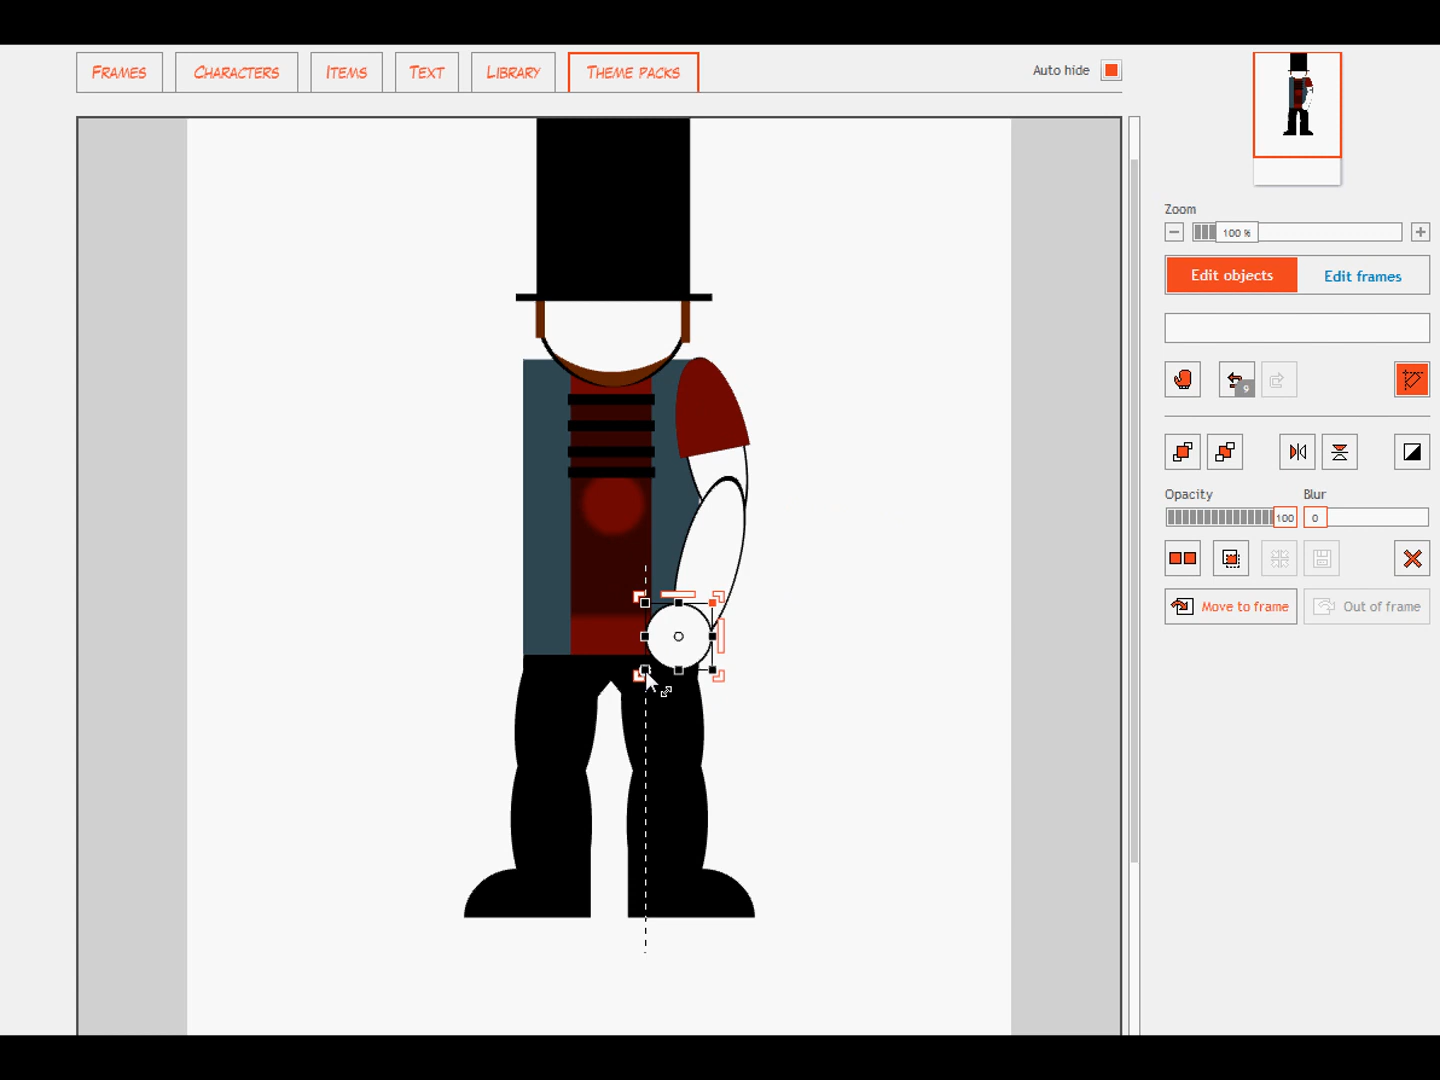 FRAMES CHARACTERS ITEMS TEXT LIBRARY THEME PACKS Auto hide
Zoom
100 %
Edit objects Edit frames
9
Opacity Blur
100 0
Move to frame Out of frame